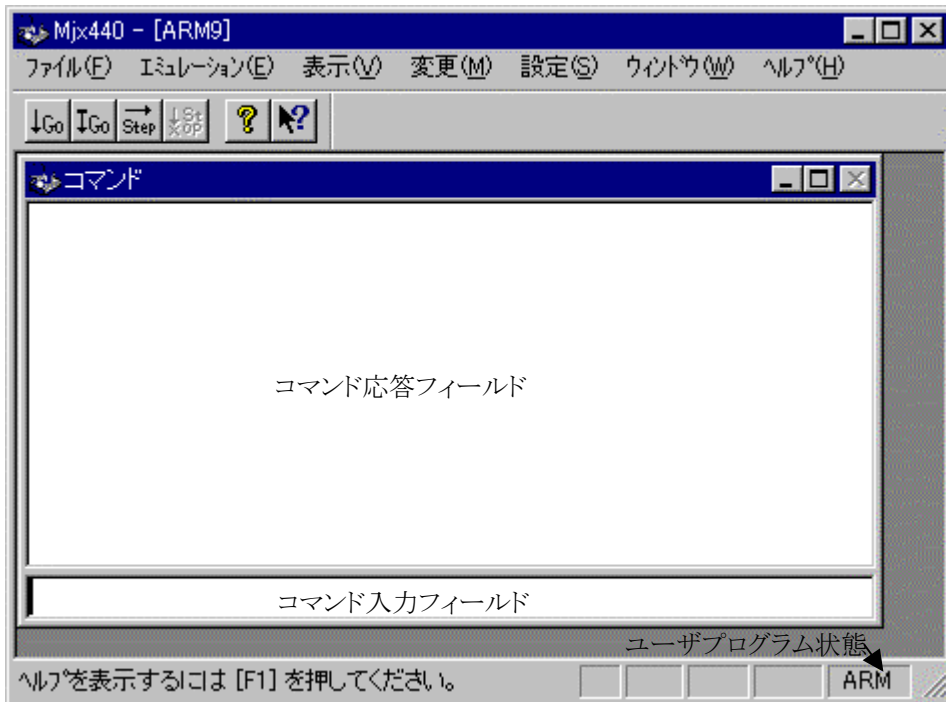 Mjx440 - [ARM9]
ﾌｧｲﾙ(F) ｴﾐｭﾚｰｼｮﾝ(E) 表示(V) 変更(M) 設定(S) ｳｨﾝﾄﾞｳ(W) ﾍﾙﾌﾟ(H)
↓Go ↧Go Step ↓St xop ? ?
コマンド
コマンド応答フィールド
コマンド入力フィールド
ユーザプログラム状態
ﾍﾙﾌﾟを表示するには [F1] を押してください。 ARM